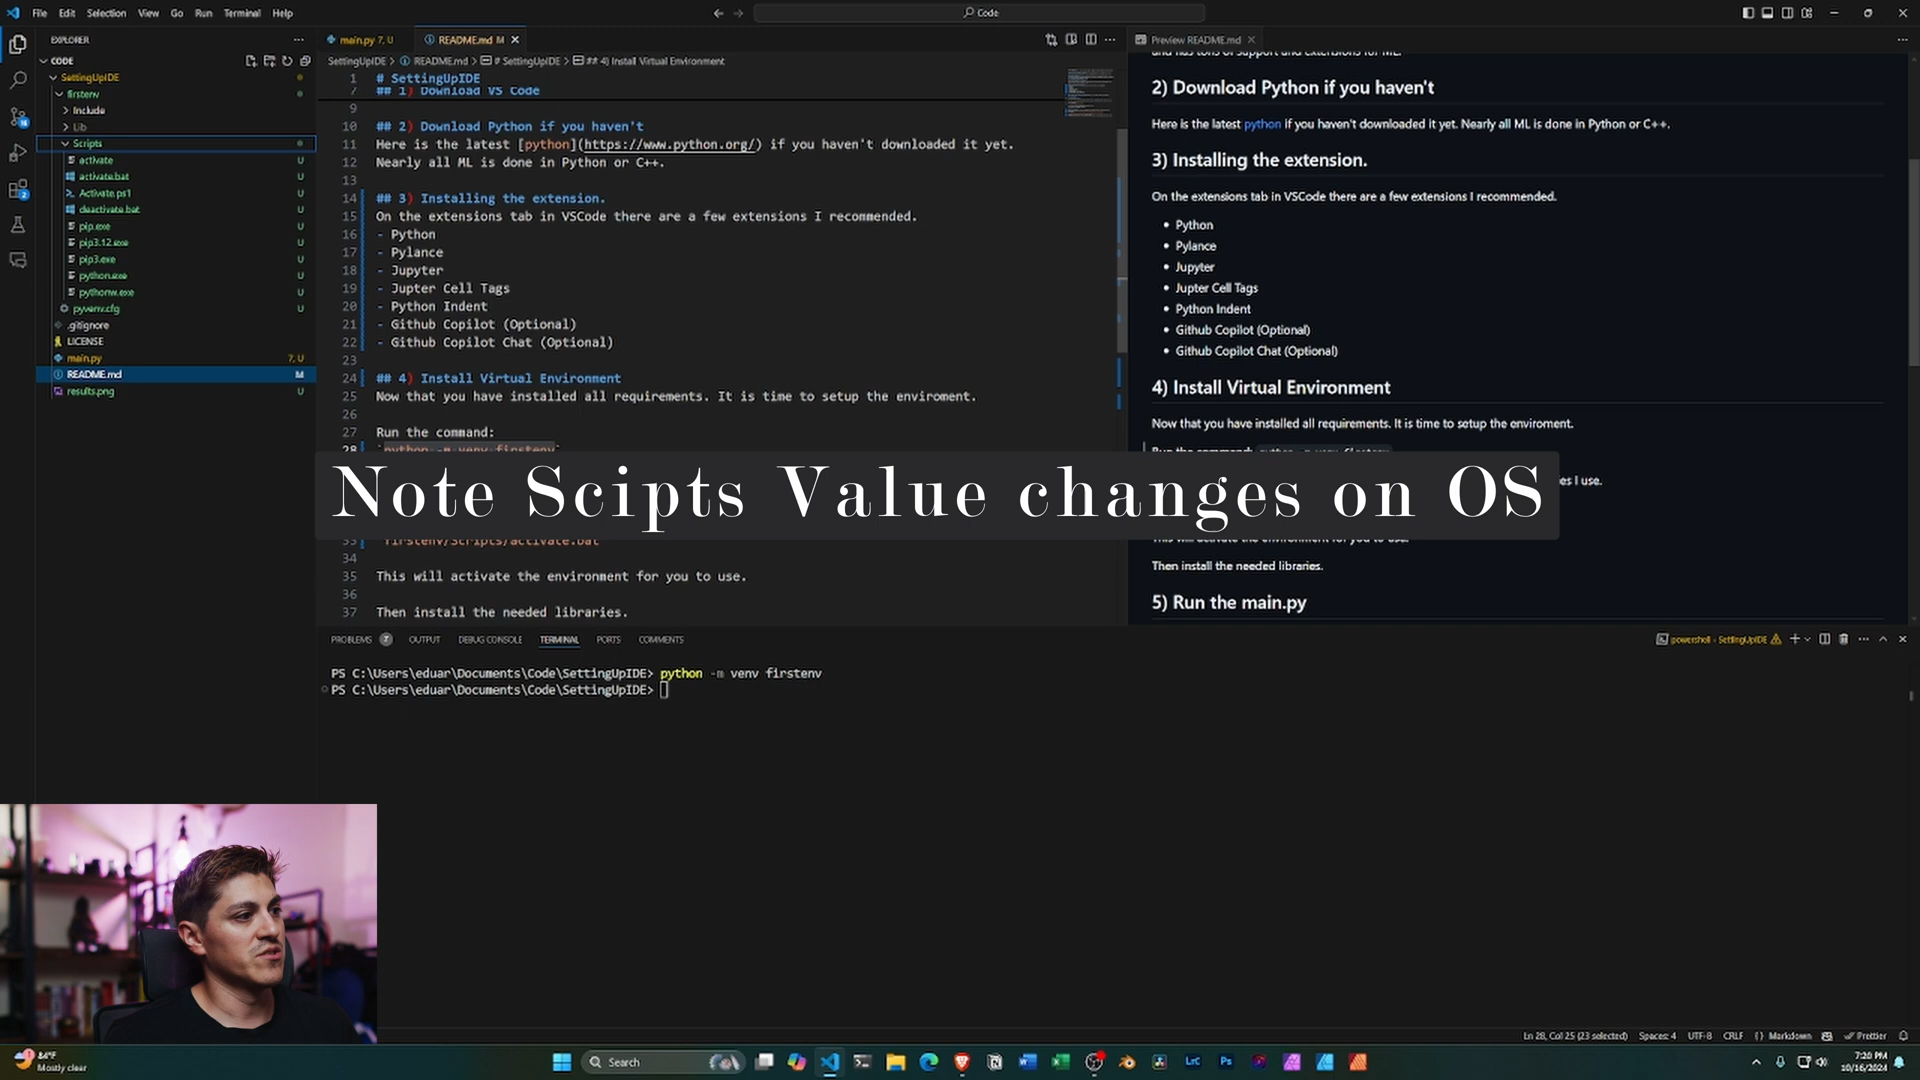 File Edit Selection View Go Run Terminal Help
Code
EXPLORER
CODE
SettingUpIDE
firstenv
Include
Lib
Scripts
activate U
activate.bat U
Activate.ps1 U
deactivate.bat U
pip.exe U
pip3.12.exe U
pip3.exe U
python.exe U
pythonw.exe U
pyvenv.cfg U
.gitignore
LICENSE
main.py 7, U
README.md M
results.png U
main.py 7, U
README.md M
SettingUpIDE > README.md > # SettingUpIDE > ## 4) Install Virtual Environment
1 # SettingUpIDE
7 ## 1) Download VS Code
9
10 ## 2) Download Python if you haven't
11 Here is the latest [python](https://www.python.org/) if you haven't downloaded it yet.
12 Nearly all ML is done in Python or C++.
13
14 ## 3) Installing the extension.
15 On the extensions tab in VSCode there are a few extensions I recommended.
16 - Python
17 - Pylance
18 - Jupyter
19 - Jupter Cell Tags
20 - Python Indent
21 - Github Copilot (Optional)
22 - Github Copilot Chat (Optional)
23
24 ## 4) Install Virtual Environment
25 Now that you have installed all requirements. It is time to setup the enviroment.
26
27 Run the command:
28 `python -m venv firstenv`
Note Scipts Value changes on OS
33 firstenv/Scripts/activate.bat
34
35 This will activate the environment for you to use.
36
37 Then install the needed libraries.
Preview README.md
and has tons of support and extensions for ML.
2) Download Python if you haven't
Here is the latest python if you haven't downloaded it yet. Nearly all ML is done in Python or C++.
3) Installing the extension.
On the extensions tab in VSCode there are a few extensions I recommended.
• Python
• Pylance
• Jupyter
• Jupter Cell Tags
• Python Indent
• Github Copilot (Optional)
• Github Copilot Chat (Optional)
4) Install Virtual Environment
Now that you have installed all requirements. It is time to setup the enviroment.
Run the command: python -m venv firstenv
es I use.
This will activate the environment for you to use.
Then install the needed libraries.
5) Run the main.py
PROBLEMS 7 OUTPUT DEBUG CONSOLE TERMINAL PORTS COMMENTS
powershell - SettingUpIDE
PS C:\Users\eduar\Documents\Code\SettingUpIDE> python -m venv firstenv
PS C:\Users\eduar\Documents\Code\SettingUpIDE>
Ln 28, Col 25 (23 selected) Spaces: 4 UTF-8 CRLF {} Markdown Prettier
84°F
Mostly clear
Search
LrC
Ps
7:20 PM
10/16/2024